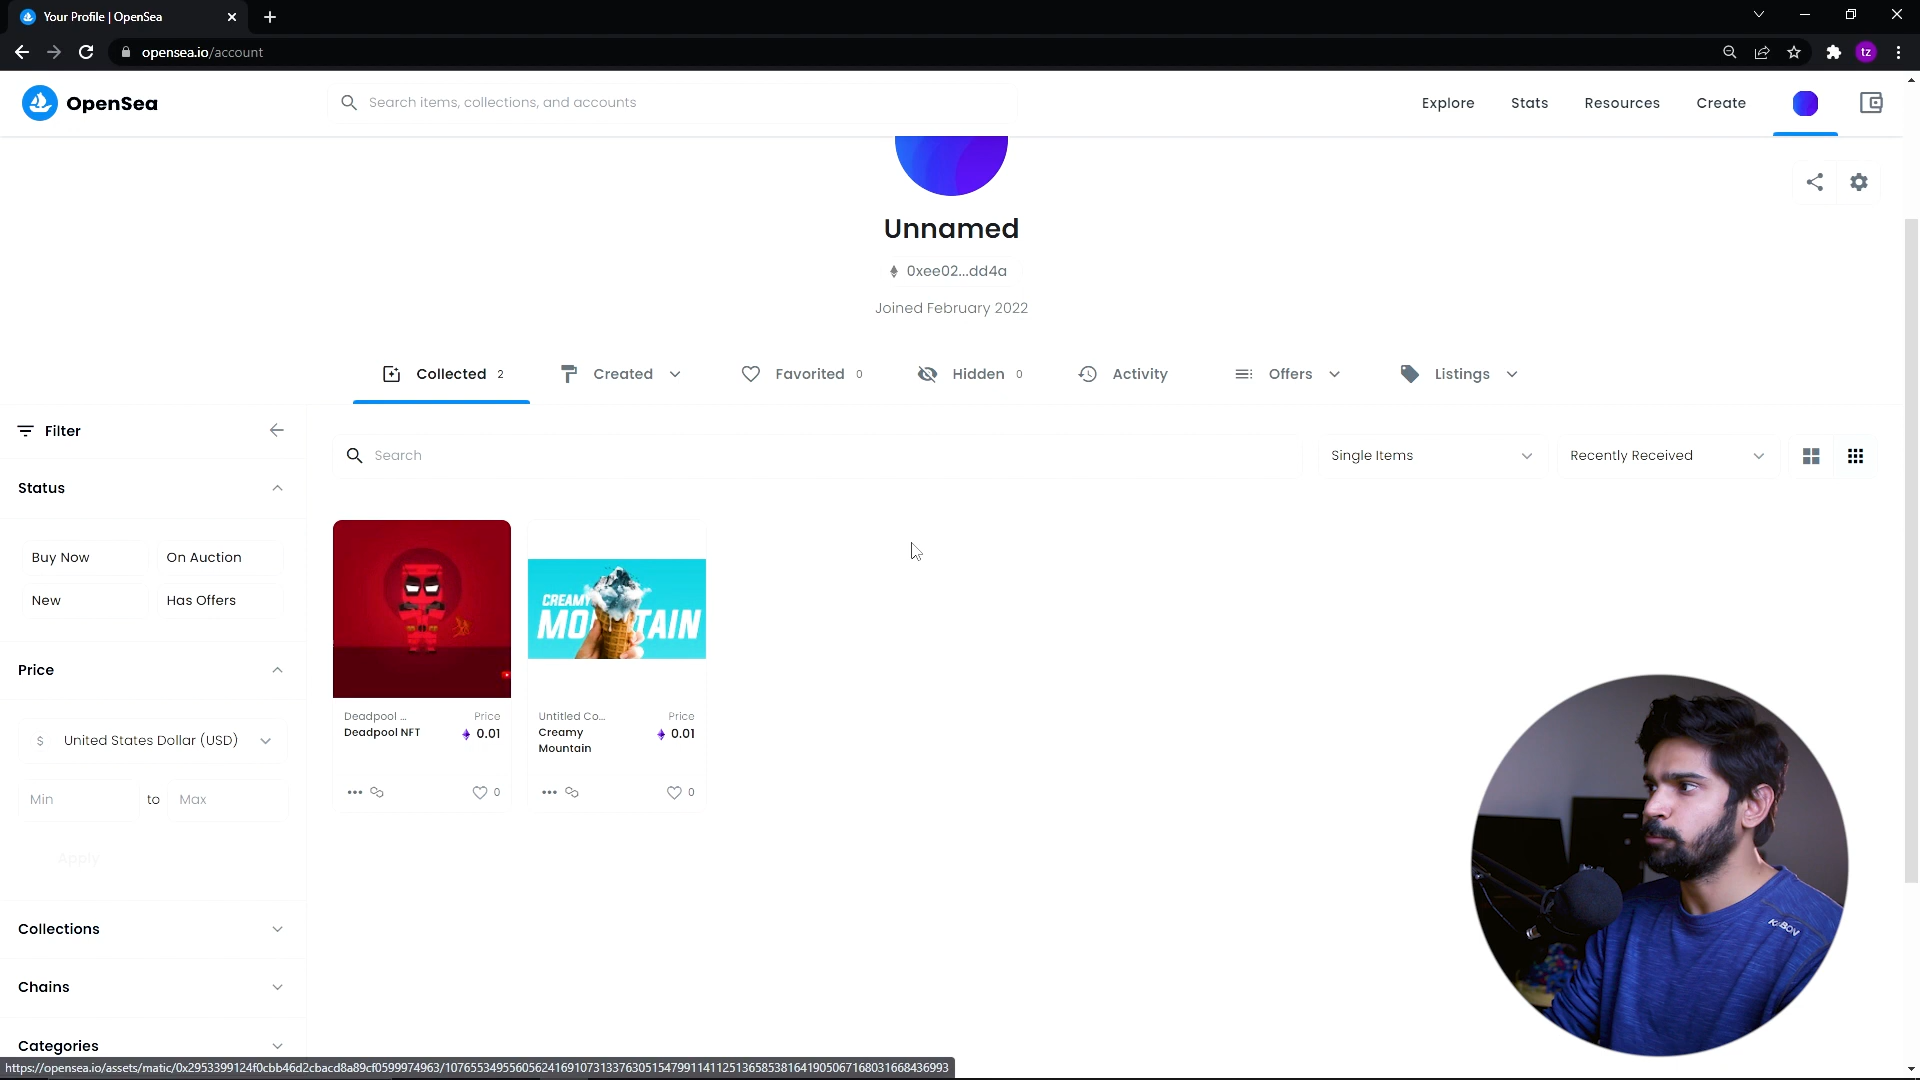 Your Profile | OpenSea
opensea.io/account
tz
OpenSea
Search items, collections, and accounts
Explore
Stats
Resources
Create
Unnamed
0xee02...dd4a
Joined February 2022
Collected 2
Created
Favorited 0
Hidden 0
Activity
Offers
Listings
Filter
Search
Single Items
Recently Received
Status
Buy Now
On Auction
New
Has Offers
Price
$ United States Dollar (USD)
Min to Max
Apply
Collections
Chains
Categories
CREAMY
MOUNTAIN
Deadpool ...
Price
Deadpool NFT
0.01
0
Untitled Co...
Price
Creamy
Mountain
0.01
0
https://opensea.io/assets/matic/0x2953399124f0cbb46d2cbacd8a89cf0599974963/107655349556056241691073133763051547991141125136585381641905067168031668436993